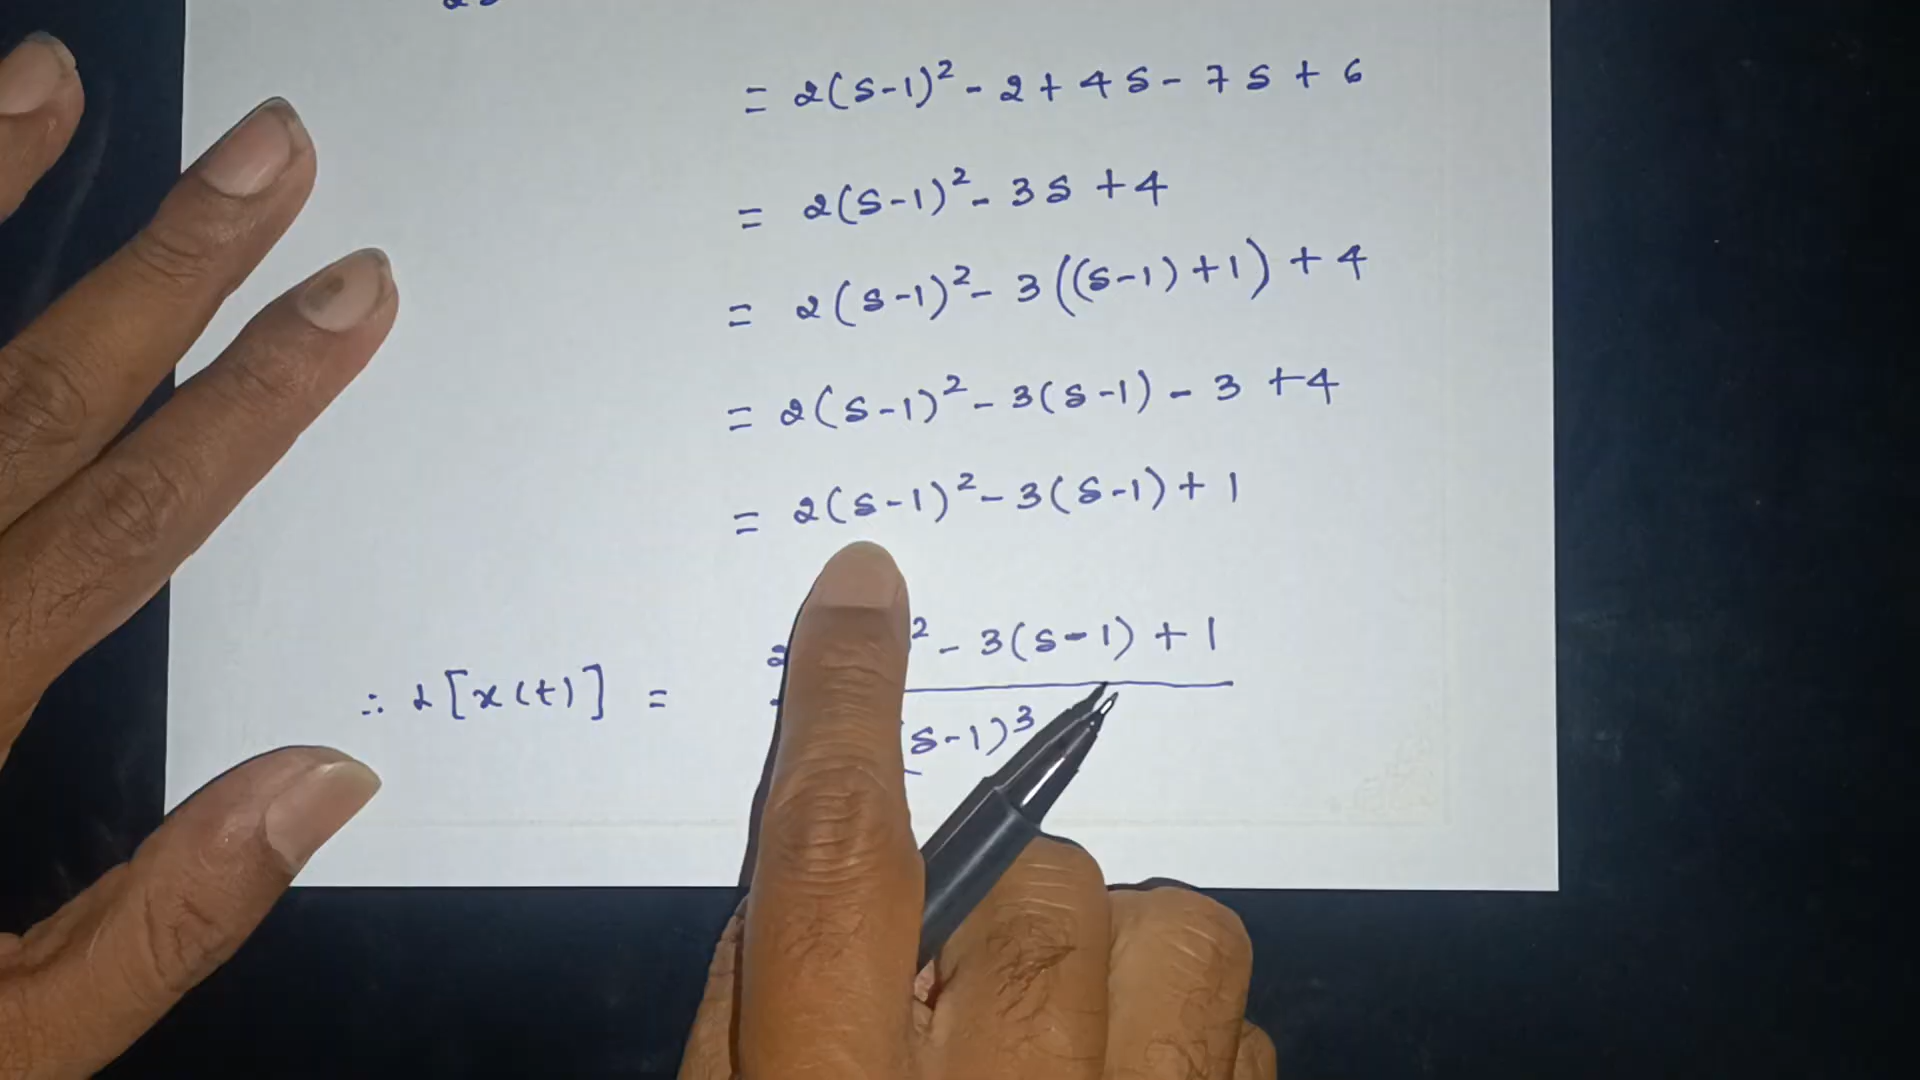 = 2(s-1)² - 2 + 4s - 7s + 6
= 2(s-1)² - 3s + 4
= 2(s-1)² - 3((s-1)+1) + 4
= 2(s-1)² - 3(s-1) - 3 + 4
= 2(s-1)² - 3(s-1) + 1
2 ² - 3(s-1) + 1
∴ L[x(t)] =
(s-1)³